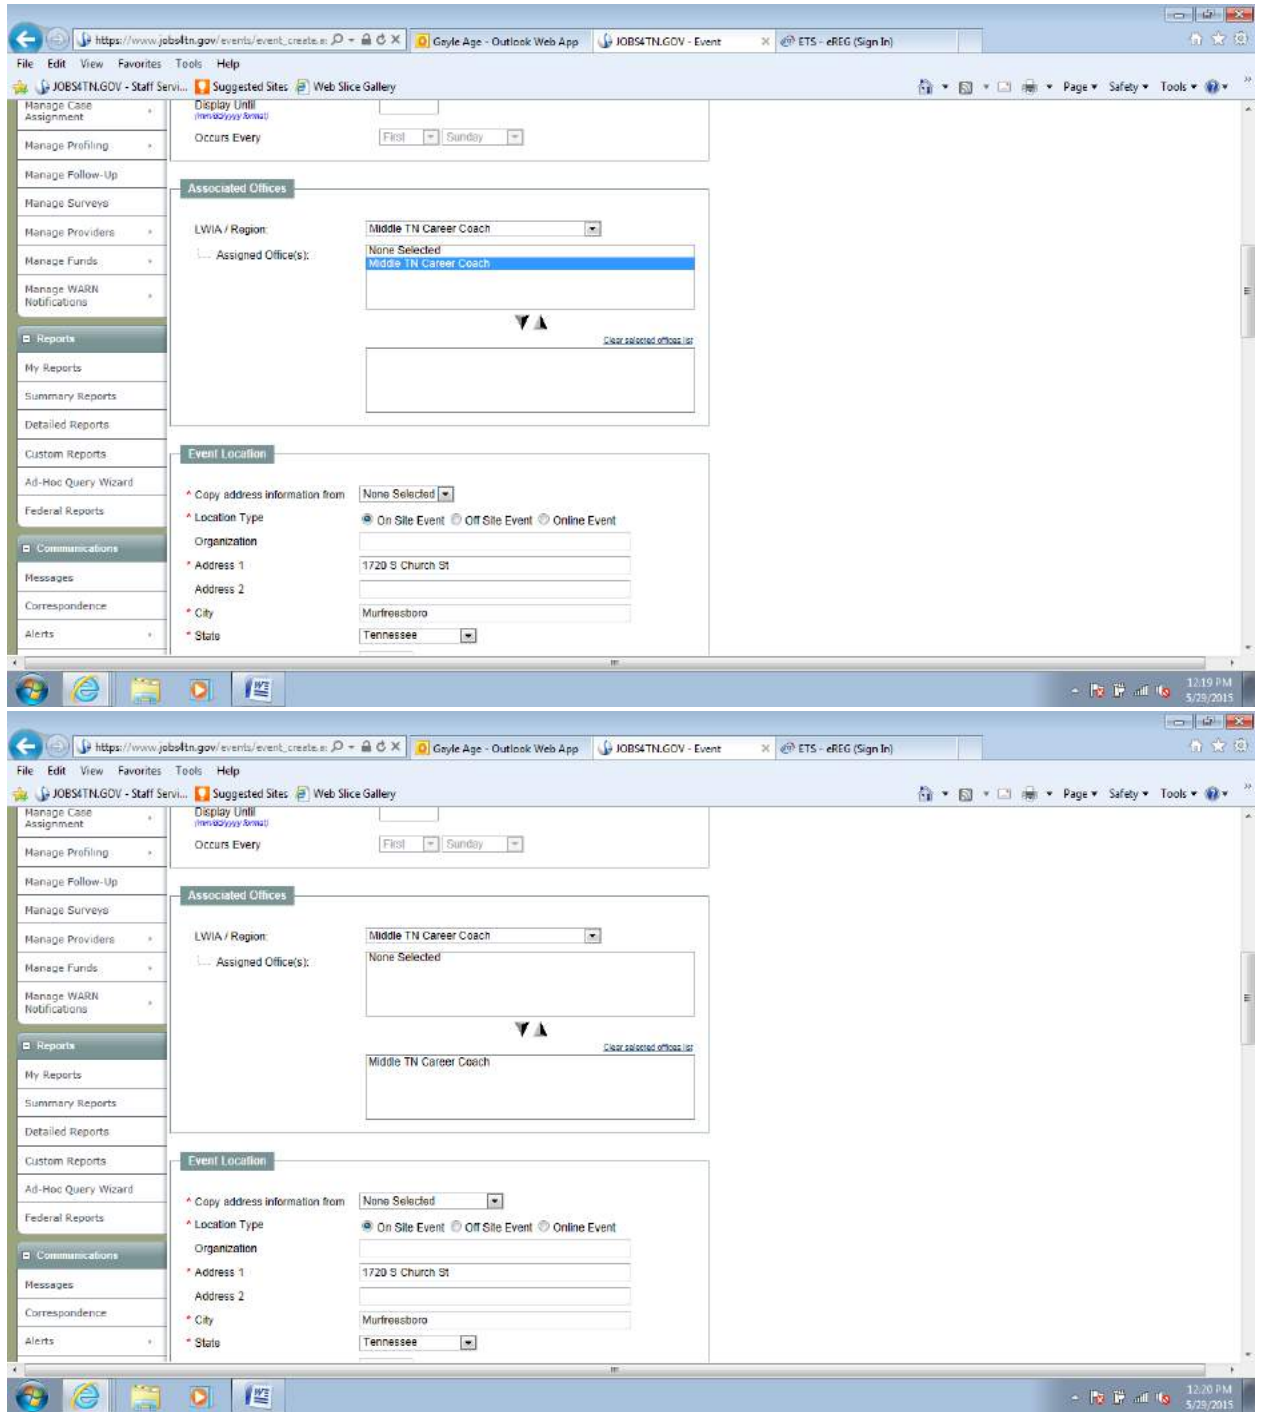 https://www.jobs4tn.gov/events/event_create.a
Gayle Age - Outlook Web App
JOBS4TN.GOV - Event
ETS - eREG (Sign In)
File Edit View Favorites Tools Help
JOBS4TN.GOV - Staff Servi...
Suggested Sites
Web Slice Gallery
Page
Safety
Tools
Manage Case
Assignment
Manage Profiling
Manage Follow-Up
Manage Surveys
Manage Providers
Manage Funds
Manage WARN
Notifications
Reports
My Reports
Summary Reports
Detailed Reports
Custom Reports
Ad-Hoc Query Wizard
Federal Reports
Communications
Messages
Correspondence
Alerts
Display Until
(mm/dd/yyyy format)
Occurs Every First Sunday
Associated Offices
LWIA / Region: Middle TN Career Coach
Assigned Office(s): None Selected
Middle TN Career Coach
Clear selected offices list
Event Location
* Copy address information from None Selected
* Location Type On Site Event Off Site Event Online Event
Organization
* Address 1 1720 S Church St
Address 2
* City Murfreesboro
* State Tennessee
12:19 PM
5/29/2015
https://www.jobs4tn.gov/events/event_create.a
Gayle Age - Outlook Web App
JOBS4TN.GOV - Event
ETS - eREG (Sign In)
File Edit View Favorites Tools Help
JOBS4TN.GOV - Staff Servi...
Suggested Sites
Web Slice Gallery
Page
Safety
Tools
Manage Case
Assignment
Manage Profiling
Manage Follow-Up
Manage Surveys
Manage Providers
Manage Funds
Manage WARN
Notifications
Reports
My Reports
Summary Reports
Detailed Reports
Custom Reports
Ad-Hoc Query Wizard
Federal Reports
Communications
Messages
Correspondence
Alerts
Display Until
(mm/dd/yyyy format)
Occurs Every First Sunday
Associated Offices
LWIA / Region: Middle TN Career Coach
Assigned Office(s): None Selected
Clear selected offices list
Middle TN Career Coach
Event Location
* Copy address information from None Selected
* Location Type On Site Event Off Site Event Online Event
Organization
* Address 1 1720 S Church St
Address 2
* City Murfreesboro
* State Tennessee
12:20 PM
5/29/2015